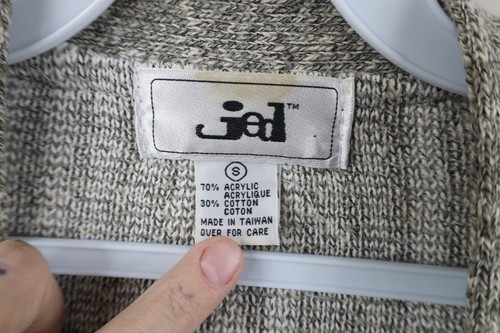 jed™
S
70% ACRYLIC
ACRYLIQUE
30% COTTON
COTON
MADE IN TAIWAN
OVER FOR CARE